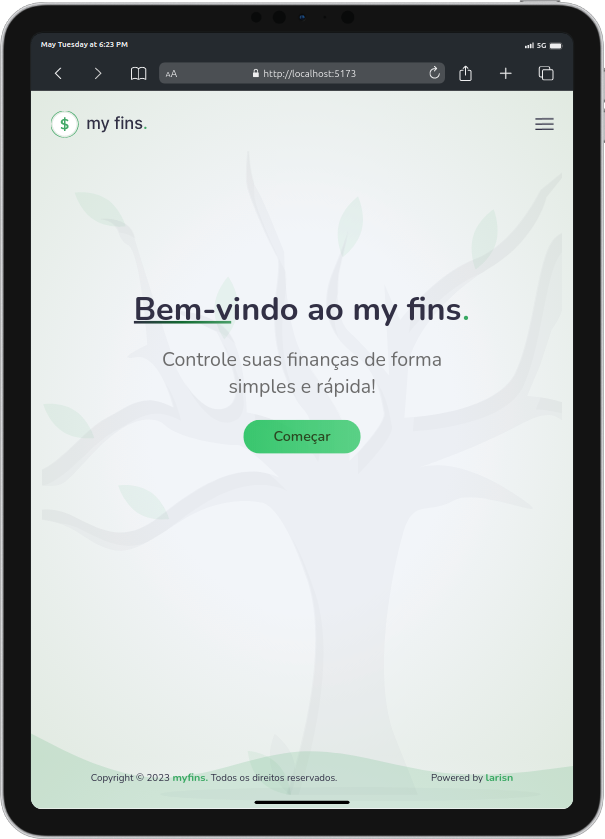 May Tuesday at 6:23 PM
5G
AA
http://localhost:5173
$
my fins.
Bem-vindo ao my fins.
Controle suas finanças de forma
simples e rápida!
Começar
Copyright © 2023 myfins. Todos os direitos reservados.
Powered by larisn